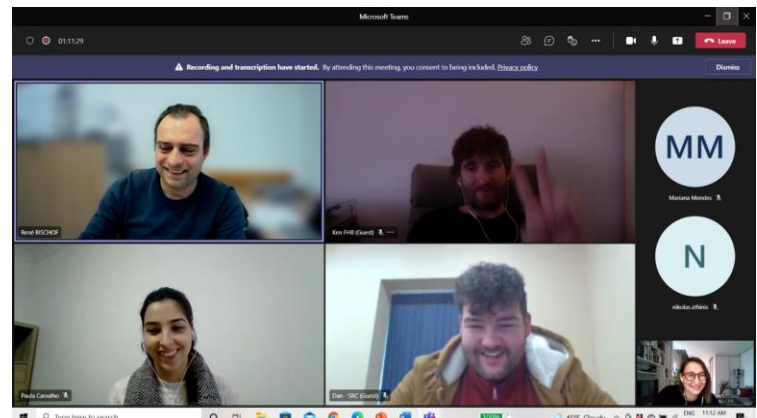 Microsoft Teams
01:11:29
Leave
Recording and transcription have started. By attending this meeting, you consent to being included. Privacy policy
Dismiss
MM
Mariana Mendes
René BISCHOF
Ken FHB (Guest)
N
nikolas.athinis
Paula Carvalho
Dan - SRC (Guest)
Type here to search
41°F Cloudy
ENG
11:12 AM